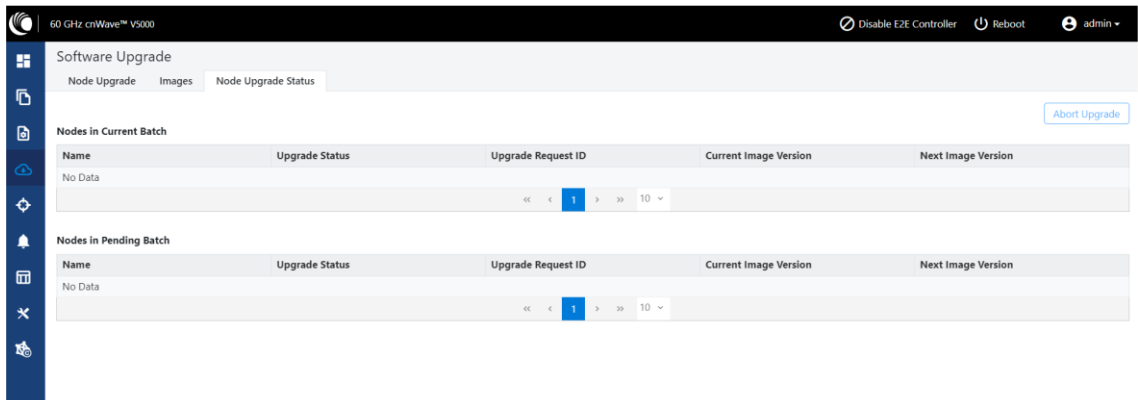 60 GHz cnWave™ V5000 Disable E2E Controller Reboot admin
Software Upgrade
Node Upgrade Images Node Upgrade Status
Abort Upgrade
Nodes in Current Batch
Name Upgrade Status Upgrade Request ID Current Image Version Next Image Version
No Data
« ‹ 1 › » 10
Nodes in Pending Batch
Name Upgrade Status Upgrade Request ID Current Image Version Next Image Version
No Data
« ‹ 1 › » 10